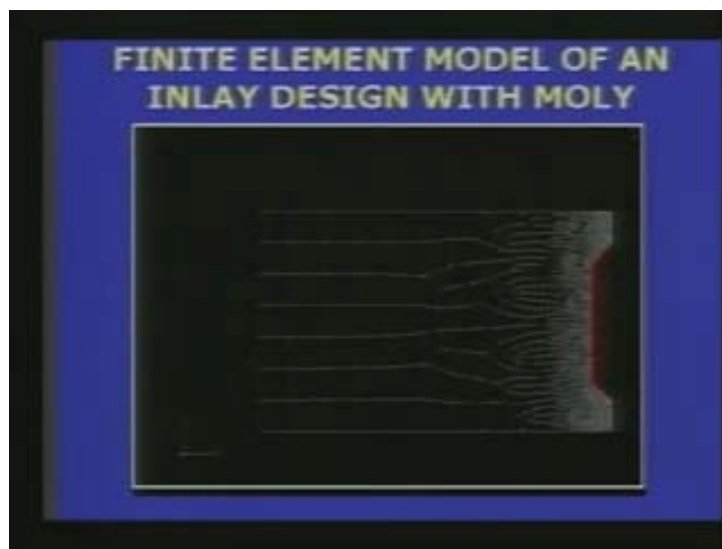 FINITE ELEMENT MODEL OF AN
INLAY DESIGN WITH MOLY